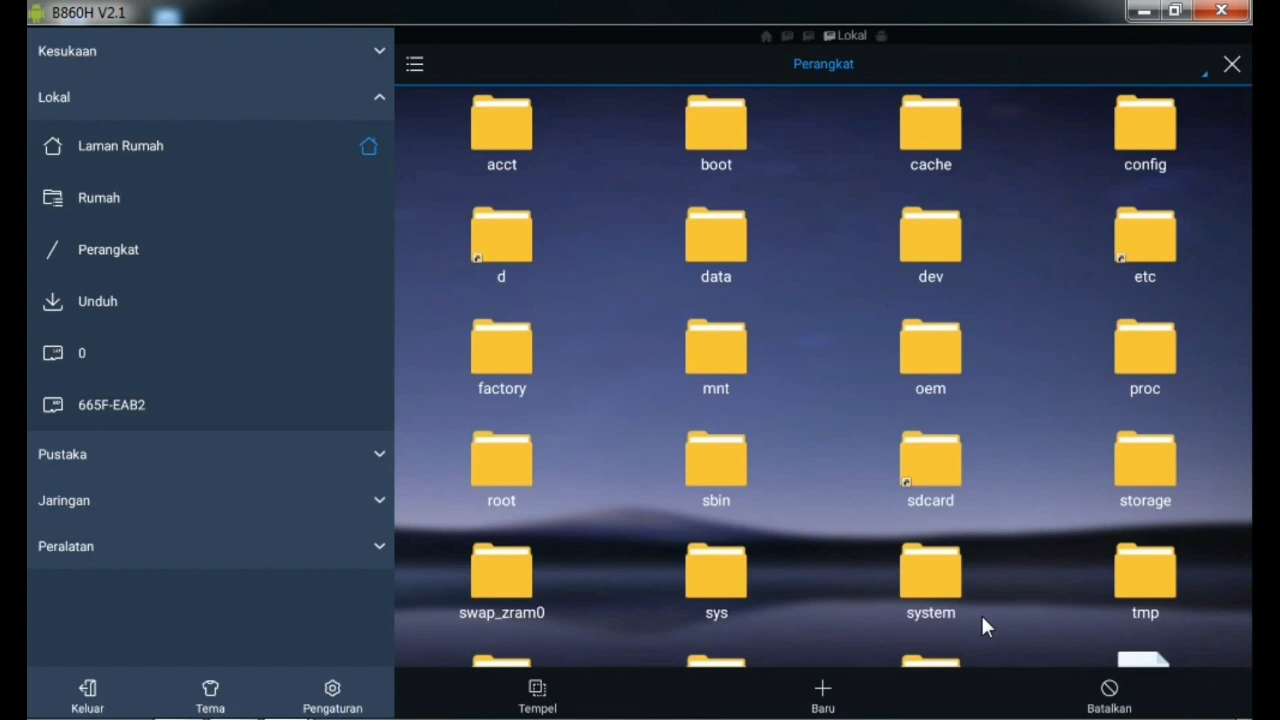 B860H V2.1
Kesukaan
Lokal
Laman Rumah
Rumah
Perangkat
Unduh
0
665F-EAB2
Pustaka
Jaringan
Peralatan
Keluar
Tema
Pengaturan
Lokal
Perangkat
acct
boot
cache
config
d
data
dev
etc
factory
mnt
oem
proc
root
sbin
sdcard
storage
swap_zram0
sys
system
tmp
Tempel
Baru
Batalkan